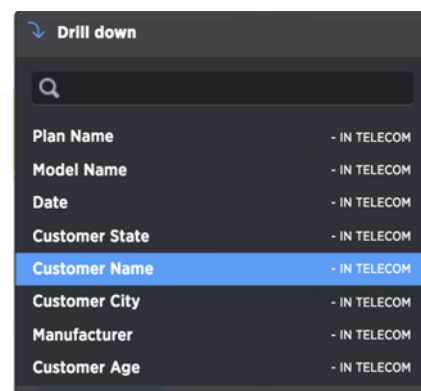 Drill down
Plan Name - IN TELECOM
Model Name - IN TELECOM
Date - IN TELECOM
Customer State - IN TELECOM
Customer Name - IN TELECOM
Customer City - IN TELECOM
Manufacturer - IN TELECOM
Customer Age - IN TELECOM